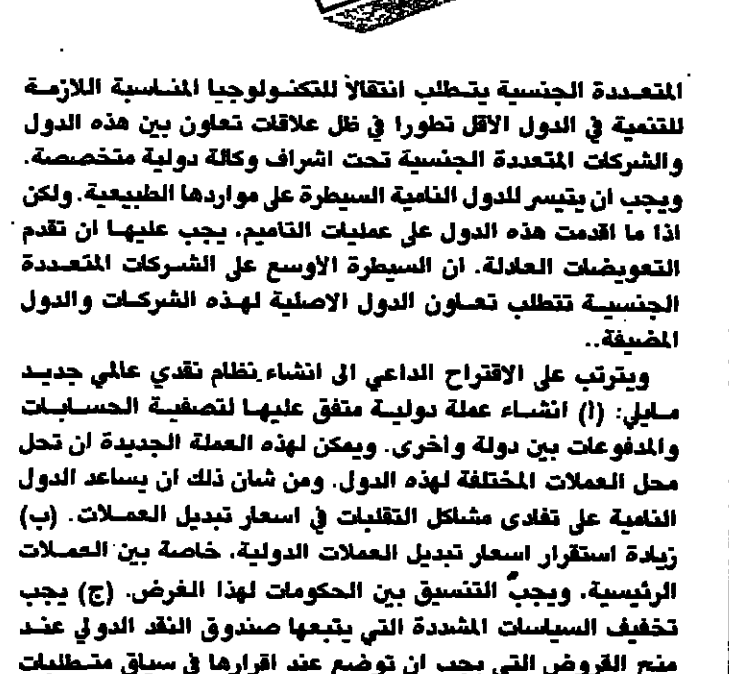 المتعددة الجنسية يتطلب انتقالاً للتكنولوجيا المناسبة اللازمة
للتنمية في الدول الاقل تطورا في ظل علاقات تعاون بين هذه الدول
والشركات المتعددة الجنسية تحت اشراف وكالة دولية متخصصة.
ويجب ان يتيسر للدول النامية السيطرة على مواردها الطبيعية. ولكن
اذا ما اقدمت هذه الدول على عمليات التاميم، يجب عليها ان تقدم
التعويضات العادلة. ان السيطرة الأوسع على الشركات المتعددة
الجنسية تتطلب تعاون الدول الاصلية لهذه الشركات والدول
المضيفة..
ويترتب على الاقتراح الداعي الى انشاء نظام نقدي عالمي جديد
مايلي: (أ) انشاء عملة دولية متفق عليها لتصفية الحسابات
والمدفوعات بين دولة وأخرى. ويمكن لهذه العملة الجديدة ان تحل
محل العملات المختلفة لهذه الدول. ومن شان ذلك ان يساعد الدول
النامية على تفادى مشاكل التقلبات في اسعار تبديل العملات. (ب)
زيادة استقرار اسعار تبديل العملات الدولية، خاصة بين العملات
الرئيسية. ويجب التنسيق بين الحكومات لهذا الغرض. (ج) يجب
تخفيف السياسات المشددة التي يتبعها صندوق النقد الدولي عند
منح القروض التي يجب ان توضع عند اقرارها في سياق متطلبات